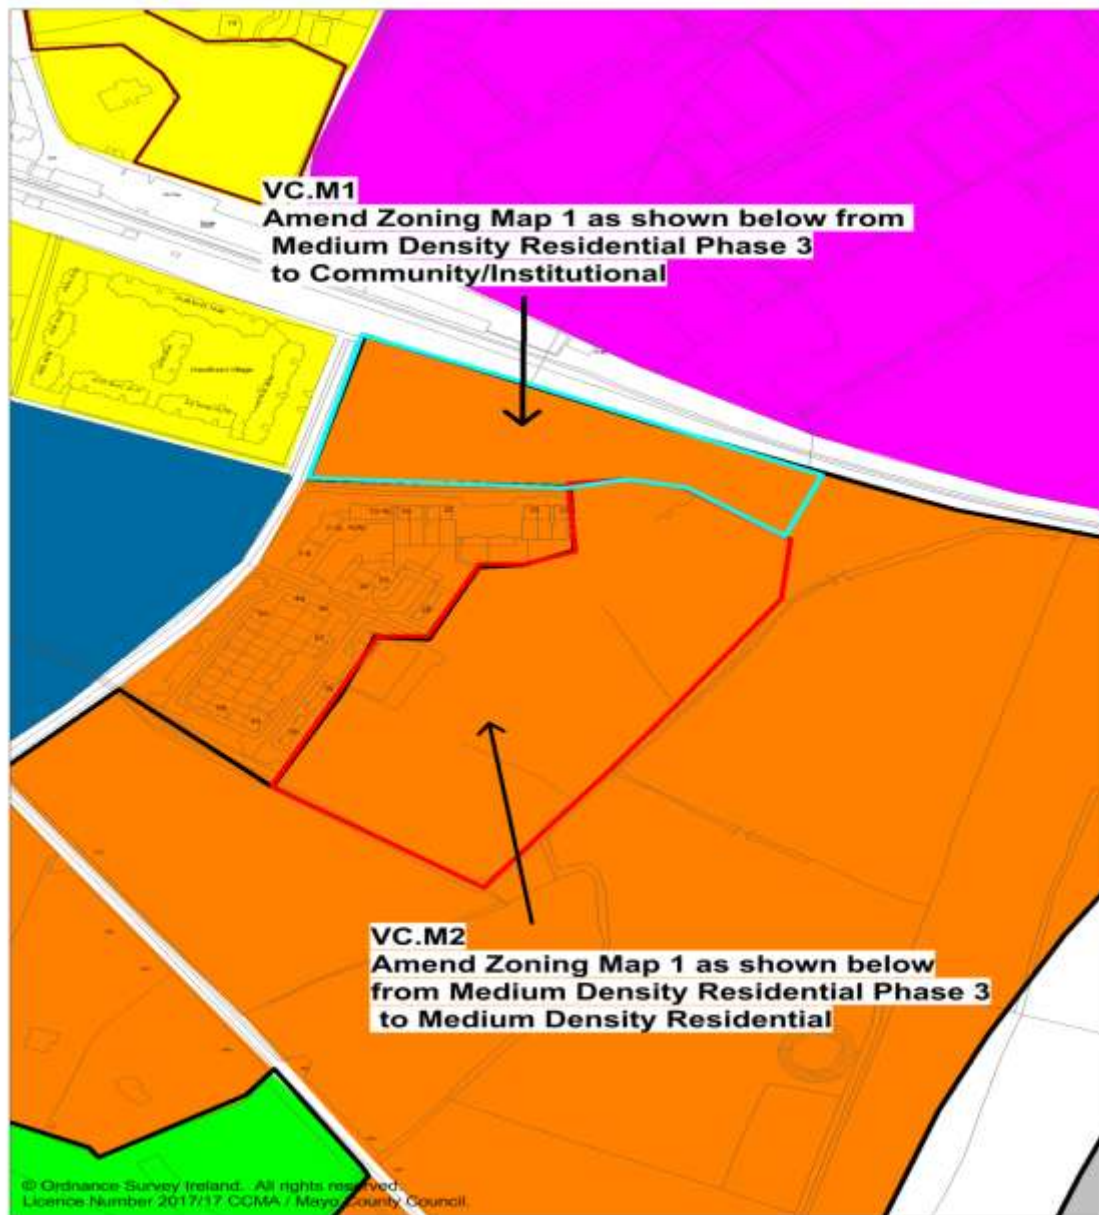 VC.M1
Amend Zoning Map 1 as shown below from
Medium Density Residential Phase 3
to Community/Institutional
VC.M2
Amend Zoning Map 1 as shown below
from Medium Density Residential Phase 3
to Medium Density Residential
© Ordnance Survey Ireland. All rights reserved.
Licence Number 2017/17 CCMA / Mayo County Council.